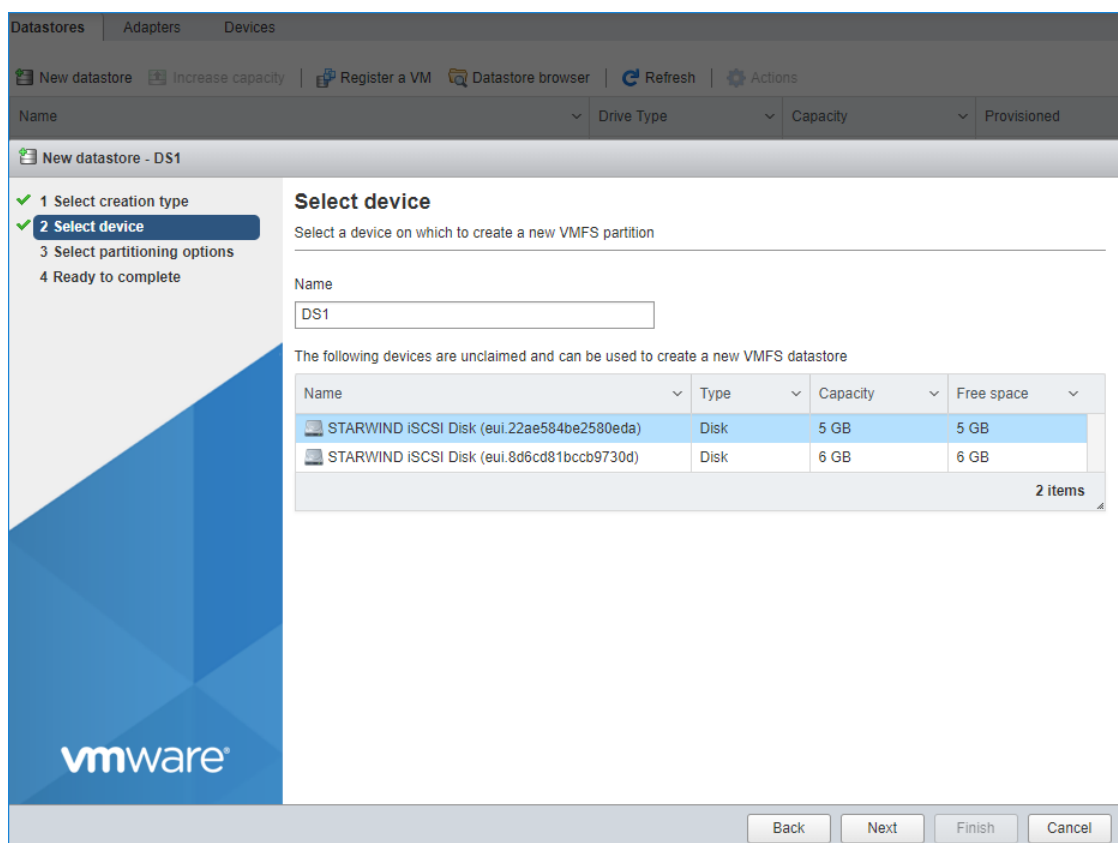 Datastores Adapters Devices
New datastore Increase capacity Register a VM Datastore browser Refresh Actions
Name Drive Type Capacity Provisioned
New datastore - DS1
1 Select creation type
2 Select device
3 Select partitioning options
4 Ready to complete
Select device
Select a device on which to create a new VMFS partition
Name
DS1
The following devices are unclaimed and can be used to create a new VMFS datastore
Name Type Capacity Free space
STARWIND iSCSI Disk (eui.22ae584be2580eda) Disk 5 GB 5 GB
STARWIND iSCSI Disk (eui.8d6cd81bccb9730d) Disk 6 GB 6 GB
2 items
vmware®
Back Next Finish Cancel